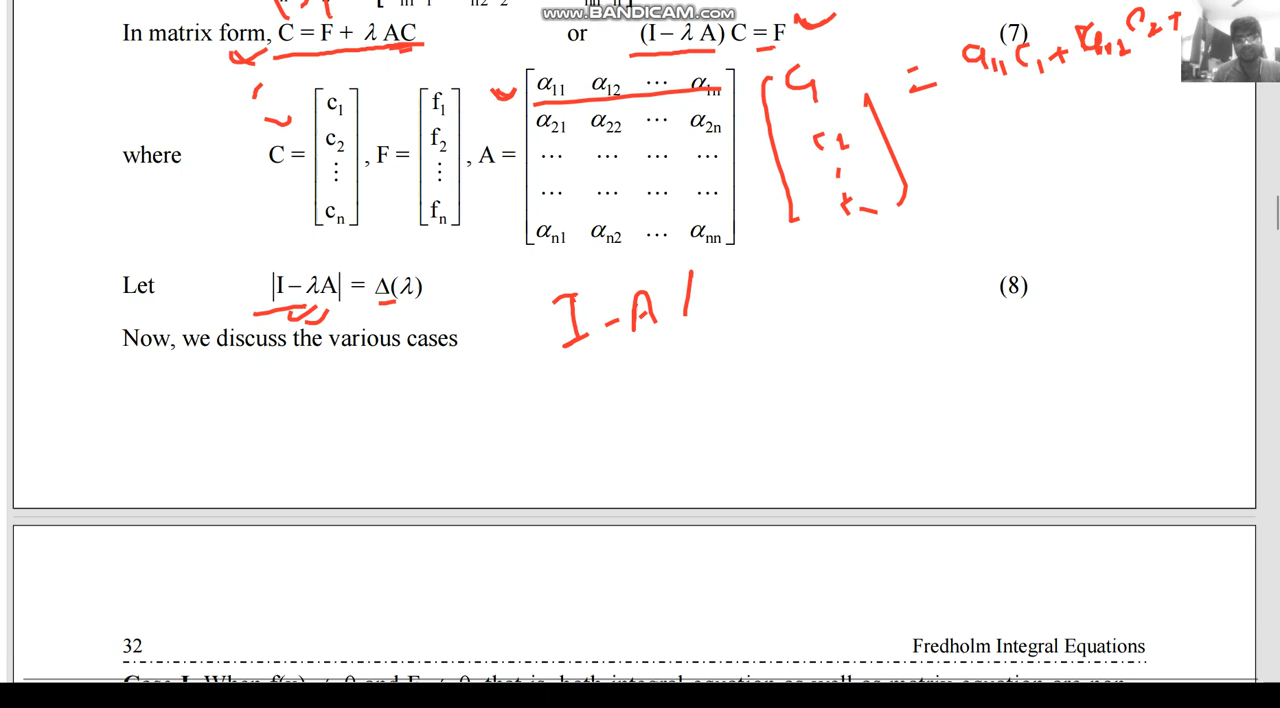 WWW.BANDICAM.COM
In matrix form, C = F + λ AC or (I – λ A) C = F (7)
where C = [c1 c2 ⋮ cn], F = [f1 f2 ⋮ fn], A =
α11 α12 ⋯ α1n
α21 α22 ⋯ α2n
⋯ ⋯ ⋯ ⋯
⋯ ⋯ ⋯ ⋯
αn1 αn2 ⋯ αnn
C1 = a11 C1 +
C2
Let |I – λA| = Δ(λ) (8)
I – A
Now, we discuss the various cases
32 Fredholm Integral Equations